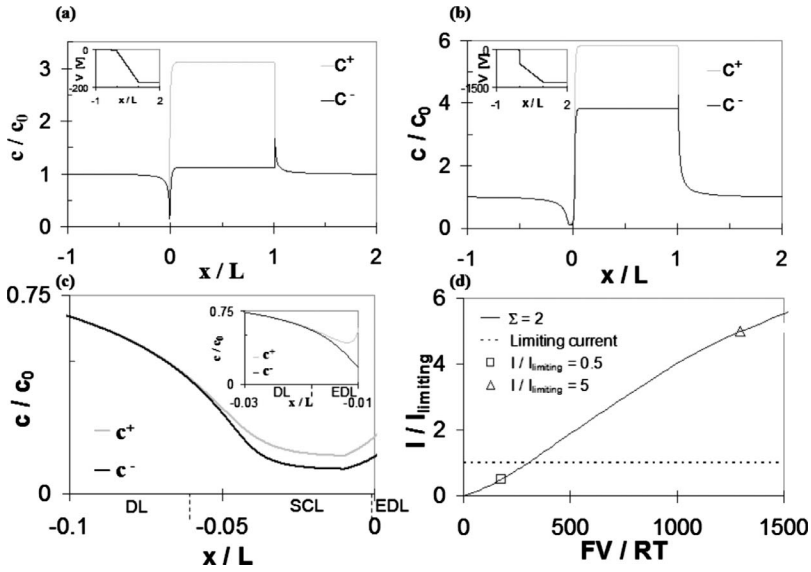 (a)
3
2
1
0
c / c0
0
V [V]
-200
-1
x / L
2
C+
C-
-1
0
1
2
x / L
(b)
6
4
2
0
c / c0
0
V [V]
-1500
-1
x / L
2
C+
C-
-1
0
1
2
x / L
(c)
0.75
0
c / c0
c+
c-
0.75
0
c / c0
c+
c-
DL
EDL
-0.03
x / L
-0.01
DL
SCL
EDL
-0.1
-0.05
0
x / L
(d)
6
4
2
0
I / Ilimiting
Σ = 2
Limiting current
I / Ilimiting = 0.5
I / Ilimiting = 5
0
500
1000
1500
FV / RT